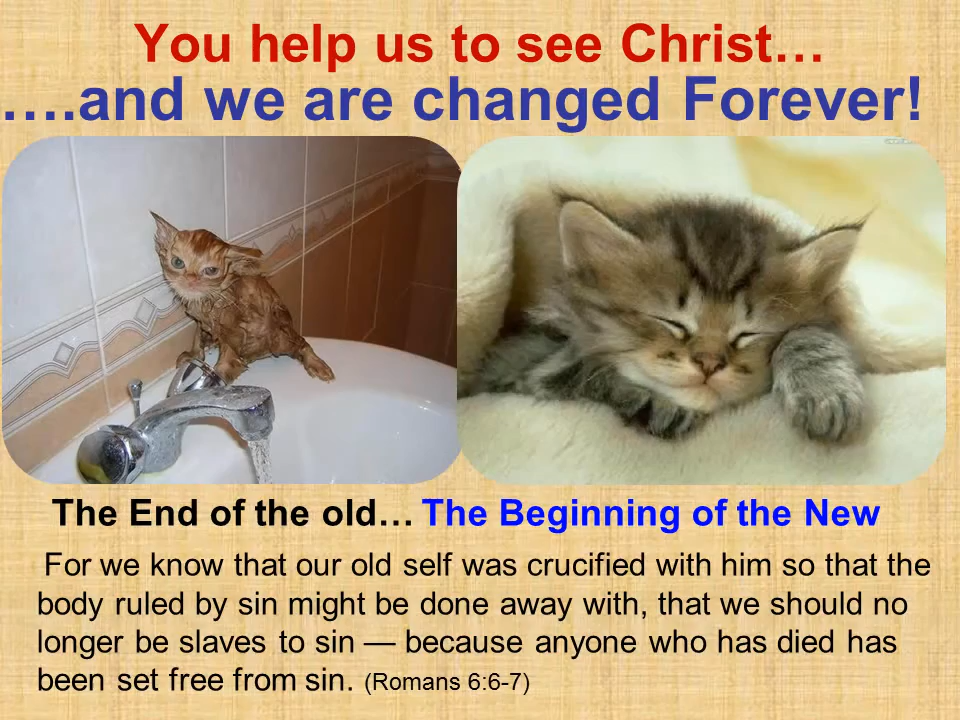 You help us to see Christ…
….and we are changed Forever!
The End of the old… The Beginning of the New
For we know that our old self was crucified with him so that the
body ruled by sin might be done away with, that we should no
longer be slaves to sin — because anyone who has died has
been set free from sin. (Romans 6:6-7)